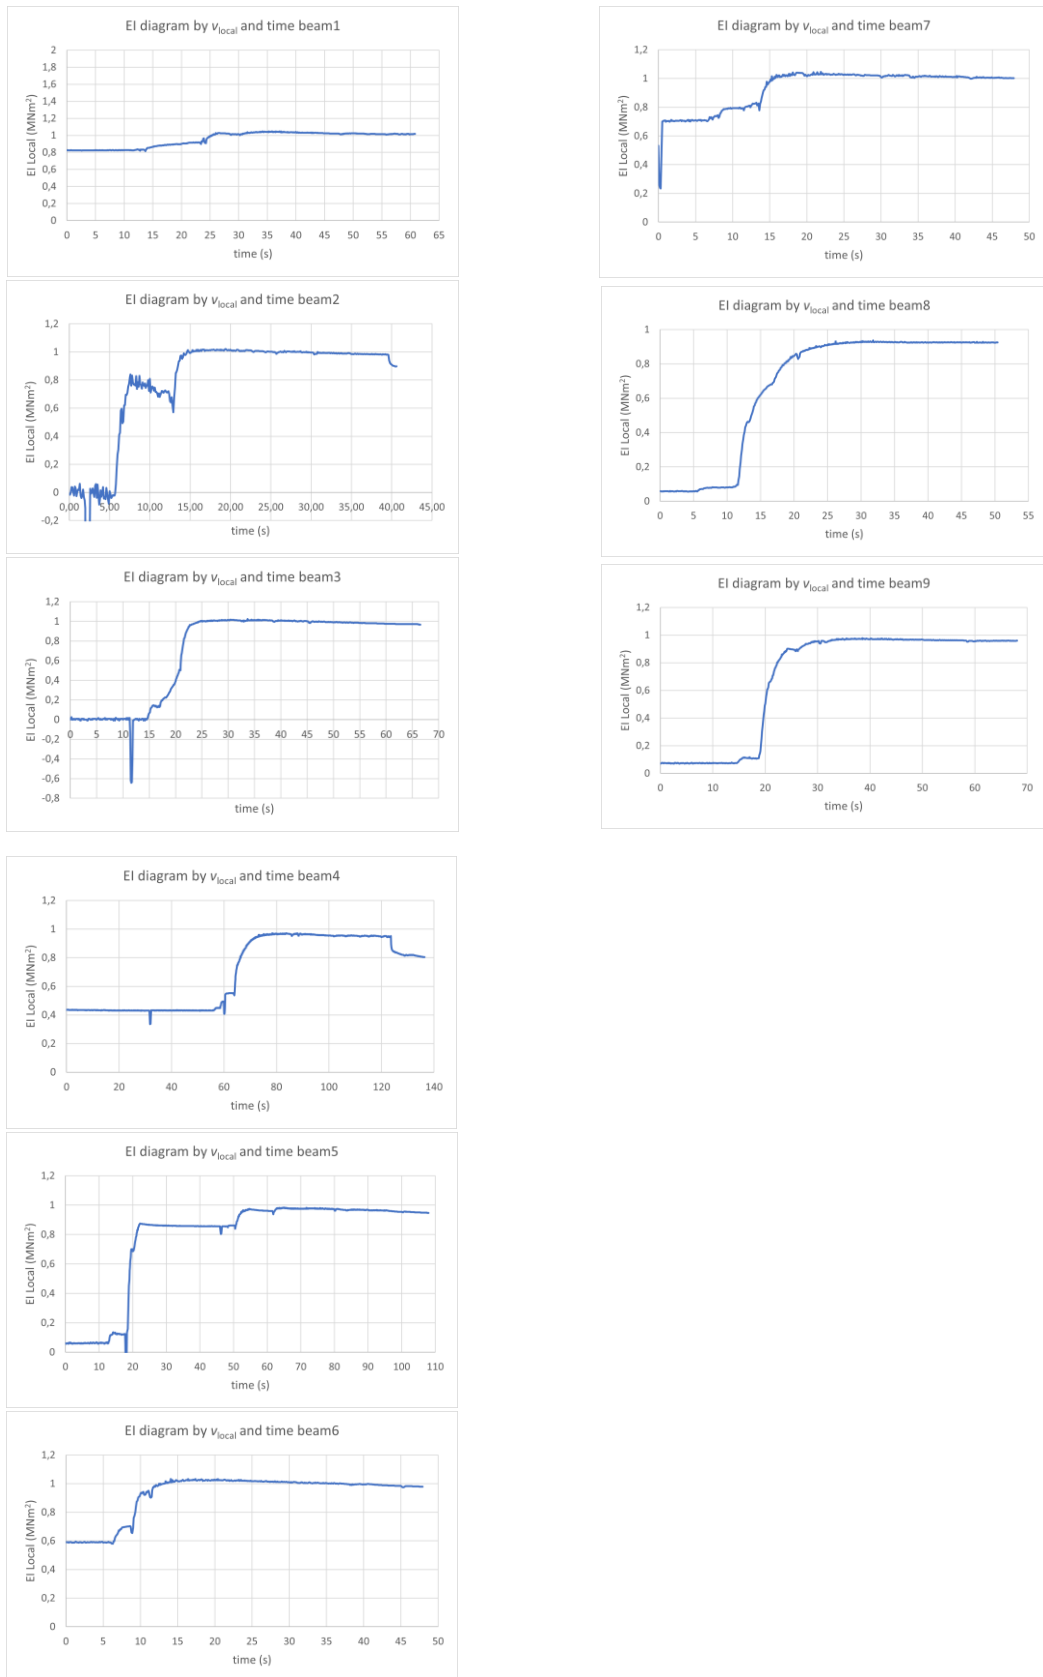 EI diagram by vlocal and time beam1
EI Local (MNm²)
2
1,8
1,6
1,4
1,2
1
0,8
0,6
0,4
0,2
0
0 5 10 15 20 25 30 35 40 45 50 55 60 65
time (s)
EI diagram by vlocal and time beam2
EI Local (MNm²)
1,2
1
0,8
0,6
0,4
0,2
0
-0,2
0,00 5,00 10,00 15,00 20,00 25,00 30,00 35,00 40,00 45,00
time (s)
EI diagram by vlocal and time beam3
EI Local (MNm²)
1,2
1
0,8
0,6
0,4
0,2
0
-0,2
-0,4
-0,6
-0,8
0 5 10 15 20 25 30 35 40 45 50 55 60 65 70
time (s)
EI diagram by vlocal and time beam4
EI Local (MNm²)
1,2
1
0,8
0,6
0,4
0,2
0
0 20 40 60 80 100 120 140
time (s)
EI diagram by vlocal and time beam5
EI Local (MNm²)
1,2
1
0,8
0,6
0,4
0,2
0
0 10 20 30 40 50 60 70 80 90 100 110
time (s)
EI diagram by vlocal and time beam6
EI Local (MNm²)
1,2
1
0,8
0,6
0,4
0,2
0
0 5 10 15 20 25 30 35 40 45 50
time (s)
EI diagram by vlocal and time beam7
EI Local (MNm²)
1,2
1
0,8
0,6
0,4
0,2
0
0 5 10 15 20 25 30 35 40 45 50
time (s)
EI diagram by vlocal and time beam8
EI Local (MNm²)
1
0,8
0,6
0,4
0,2
0
0 5 10 15 20 25 30 35 40 45 50 55
time (s)
EI diagram by vlocal and time beam9
EI Local (MNm²)
1,2
1
0,8
0,6
0,4
0,2
0
0 10 20 30 40 50 60 70
time (s)